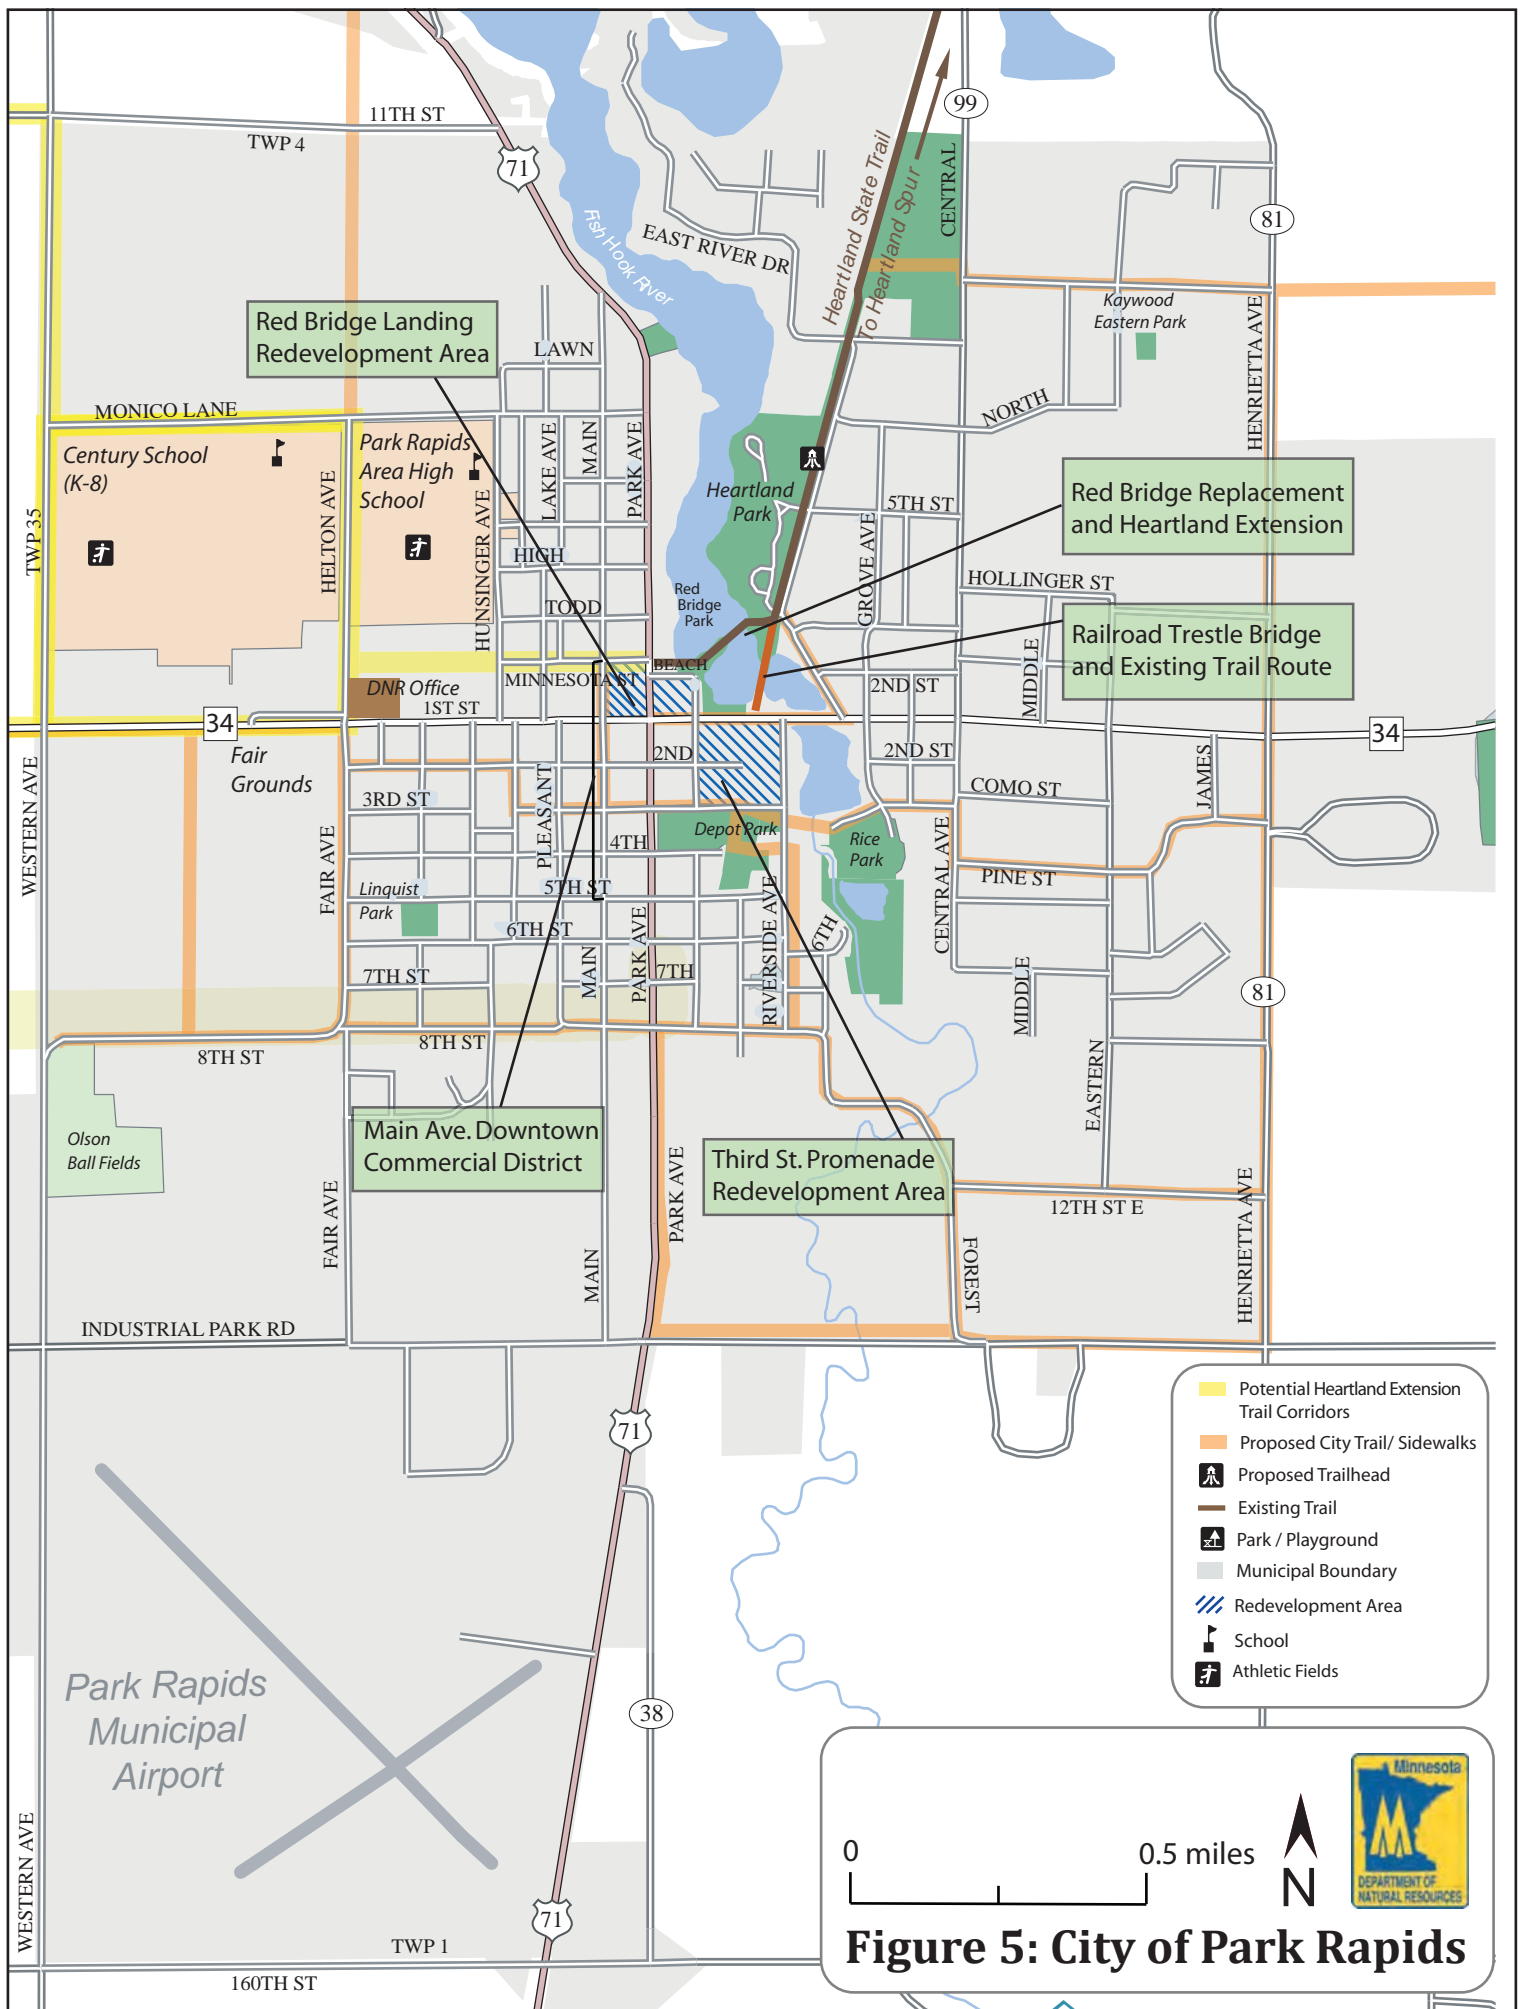 11TH ST
TWP 4
71
99
CENTRAL
81
Heartland State Trail
To Heartland Spur
Fish Hook River
EAST RIVER DR
Kaywood
Eastern Park
HENRIETTA AVE
Red Bridge Landing
Redevelopment Area
LAWN
MONICO LANE
NORTH
Century School
(K-8)
Park Rapids
Area High
School
LAKE AVE
MAIN
PARK AVE
Heartland
Park
5TH ST
Red Bridge Replacement
and Heartland Extension
TWP 35
HELTON AVE
HUNSINGER AVE
HIGH
TODD
GROVE AVE
HOLLINGER ST
Red
Bridge
Park
Railroad Trestle Bridge
and Existing Trail Route
MIDDLE
BEACH
MINNESOTA ST
DNR Office
1ST ST
2ND ST
34
Fair
Grounds
2ND
2ND ST
34
WESTERN AVE
3RD ST
PLEASANT
COMO ST
JAMES
Depot Park
4TH
Rice
Park
FAIR AVE
Linquist
Park
5TH ST
PINE ST
CENTRAL AVE
6TH ST
6TH
RIVERSIDE AVE
PARK AVE
MAIN
7TH ST
7TH
MIDDLE
81
8TH ST
8TH ST
EASTERN
Main Ave. Downtown
Commercial District
Olson
Ball Fields
Third St. Promenade
Redevelopment Area
PARK AVE
FAIR AVE
MAIN
12TH ST E
FOREST
HENRIETTA AVE
INDUSTRIAL PARK RD
71
Potential Heartland Extension
Trail Corridors
Proposed City Trail/ Sidewalks
Proposed Trailhead
Existing Trail
Park / Playground
Municipal Boundary
Redevelopment Area
School
Athletic Fields
Park Rapids
Municipal
Airport
38
WESTERN AVE
71
TWP 1
160TH ST
0
0.5 miles
N
Minnesota
DEPARTMENT OF
NATURAL RESOURCES
Figure 5: City of Park Rapids